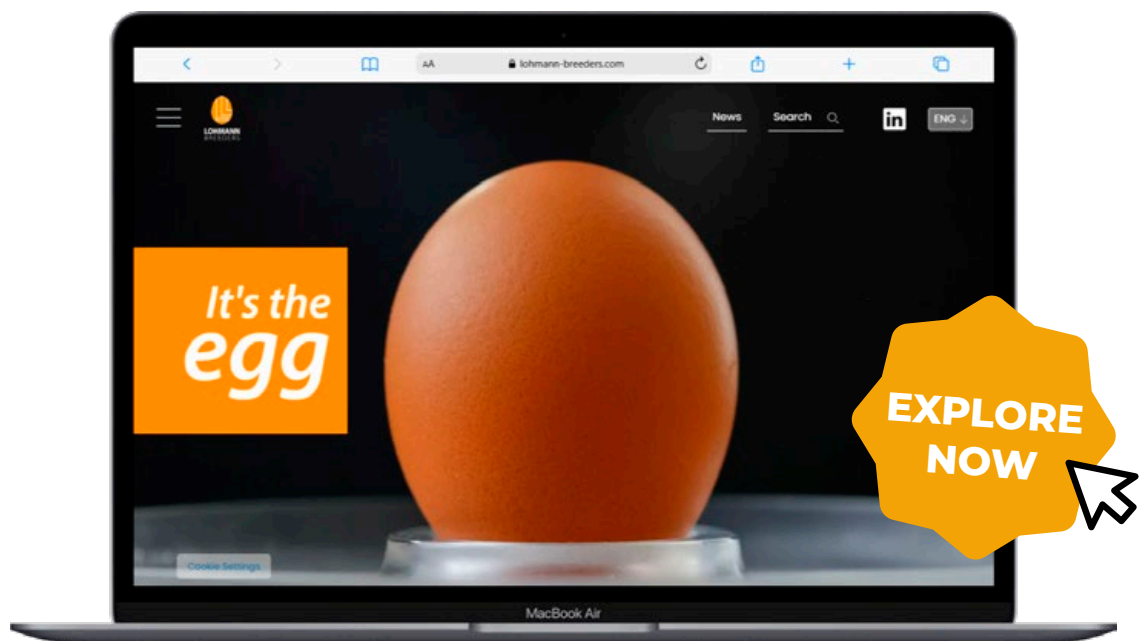 AA
lohmann-breeders.com
LOHMANN
BREEDERS
News
Search
in
ENG ↓
It's the
egg
EXPLORE
NOW
Cookie Settings
MacBook Air